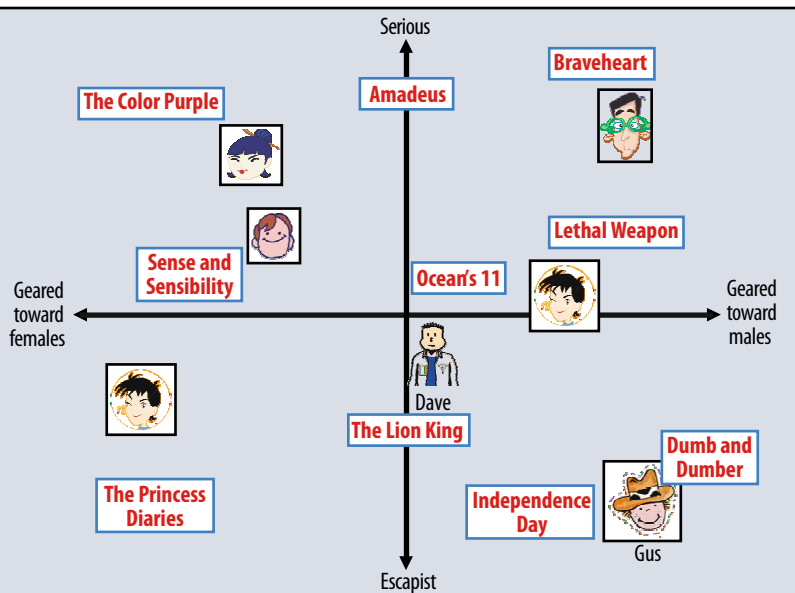 Serious
Braveheart
The Color Purple
Amadeus
Lethal Weapon
Sense and
Sensibility
Ocean's 11
Geared
toward
females
Geared
toward
males
Dave
The Lion King
Dumb and
Dumber
The Princess
Diaries
Independence
Day
Gus
Escapist